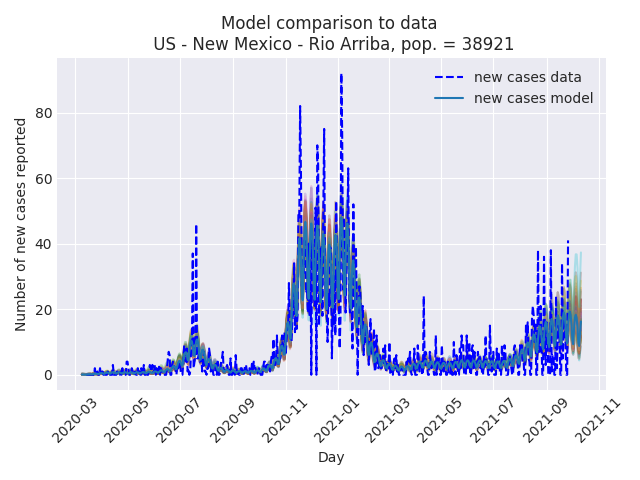 Model comparison to data
US - New Mexico - Rio Arriba, pop. = 38921
new cases data
new cases model
Number of new cases reported
80
60
40
20
0
2020-03
2020-05
2020-07
2020-09
2020-11
2021-01
2021-03
2021-05
2021-07
2021-09
2021-11
Day